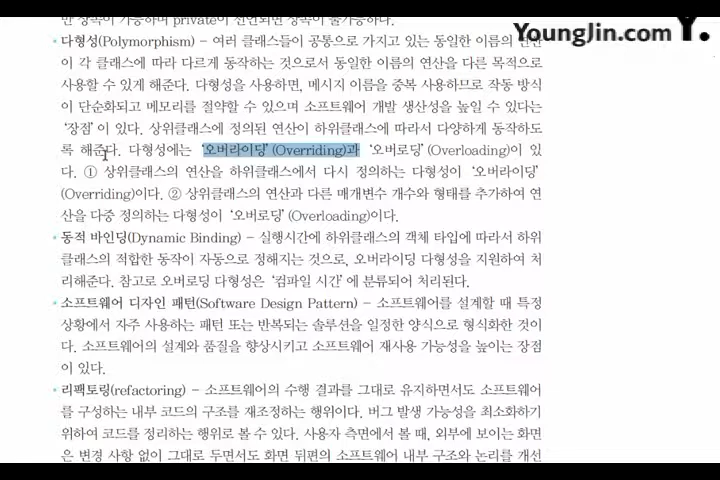 만 상속이 가능하며 private이 선언되면 상속이 불가능하다.
YoungJin.com Y.
• 다형성(Polymorphism) – 여러 클래스들이 공통으로 가지고 있는 동일한 이름의 연산
이 각 클래스에 따라 다르게 동작하는 것으로서 동일한 이름의 연산을 다른 목적으로
사용할 수 있게 해준다. 다형성을 사용하면, 메시지 이름을 중복 사용하므로 작동 방식
이 단순화되고 메모리를 절약할 수 있으며 소프트웨어 개발 생산성을 높일 수 있다는
‘장점’이 있다. 상위클래스에 정의된 연산이 하위클래스에 따라서 다양하게 동작하도
록 해준다. 다형성에는 ‘오버라이딩’(Overriding)과 ‘오버로딩’(Overloading)이 있
다. ① 상위클래스의 연산을 하위클래스에서 다시 정의하는 다형성이 ‘오버라이딩’
(Overriding)이다. ② 상위클래스의 연산과 다른 매개변수 개수와 형태를 추가하여 연
산을 다중 정의하는 다형성이 ‘오버로딩’(Overloading)이다.
• 동적 바인딩(Dynamic Binding) – 실행시간에 하위클래스의 객체 타입에 따라서 하위
클래스의 적합한 동작이 자동으로 정해지는 것으로, 오버라이딩 다형성을 지원하여 처
리해준다. 참고로 오버로딩 다형성은 ‘컴파일 시간’에 분류되어 처리된다.
• 소프트웨어 디자인 패턴(Software Design Pattern) – 소프트웨어를 설계할 때 특정
상황에서 자주 사용하는 패턴 또는 반복되는 솔루션을 일정한 양식으로 형식화한 것이
다. 소프트웨어의 설계와 품질을 향상시키고 소프트웨어 재사용 가능성을 높이는 장점
이 있다.
• 리팩토링(refactoring) – 소프트웨어의 수행 결과를 그대로 유지하면서도 소프트웨어
를 구성하는 내부 코드의 구조를 재조정하는 행위이다. 버그 발생 가능성을 최소화하기
위하여 코드를 정리하는 행위로 볼 수 있다. 사용자 측면에서 볼 때, 외부에 보이는 화면
은 변경 사항 없이 그대로 두면서도 화면 뒤편의 소프트웨어 내부 구조와 논리를 개선